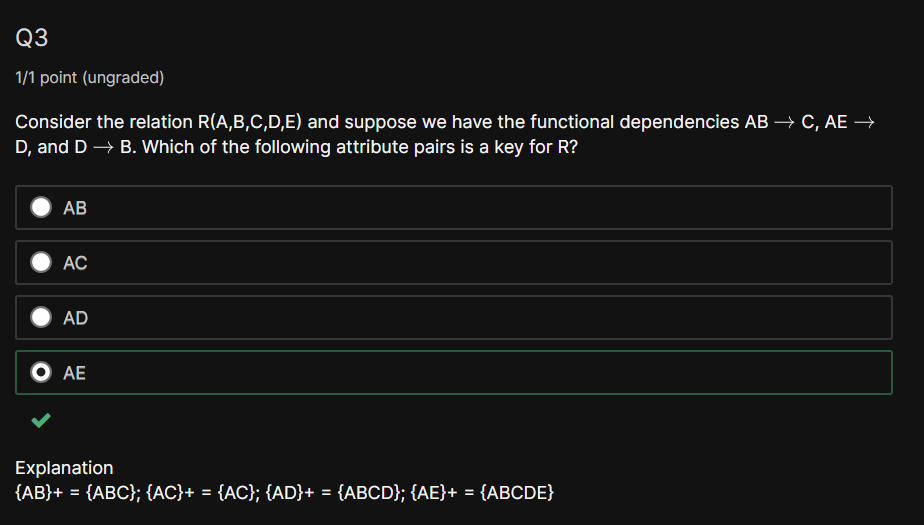 Q3
1/1 point (ungraded)
Consider the relation R(A,B,C,D,E) and suppose we have the functional dependencies AB → C, AE →
D, and D → B. Which of the following attribute pairs is a key for R?
AB
AC
AD
AE
Explanation
{AB}+ = {ABC}; {AC}+ = {AC}; {AD}+ = {ABCD}; {AE}+ = {ABCDE}